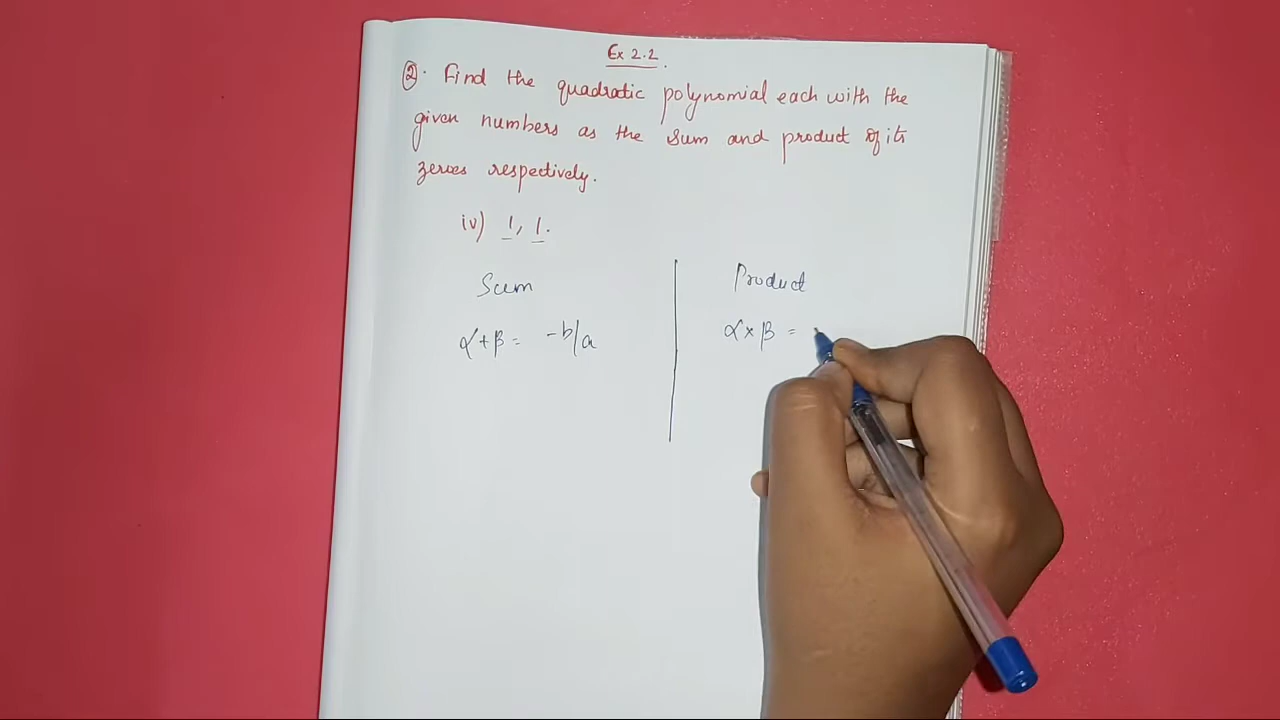 Ex 2.2.
②. Find the quadratic polynomial each with the
given numbers as the sum and product of its
zeroes respectively.
iv) 1, 1.
Sum
Product
α+β = -b/a
α×β =